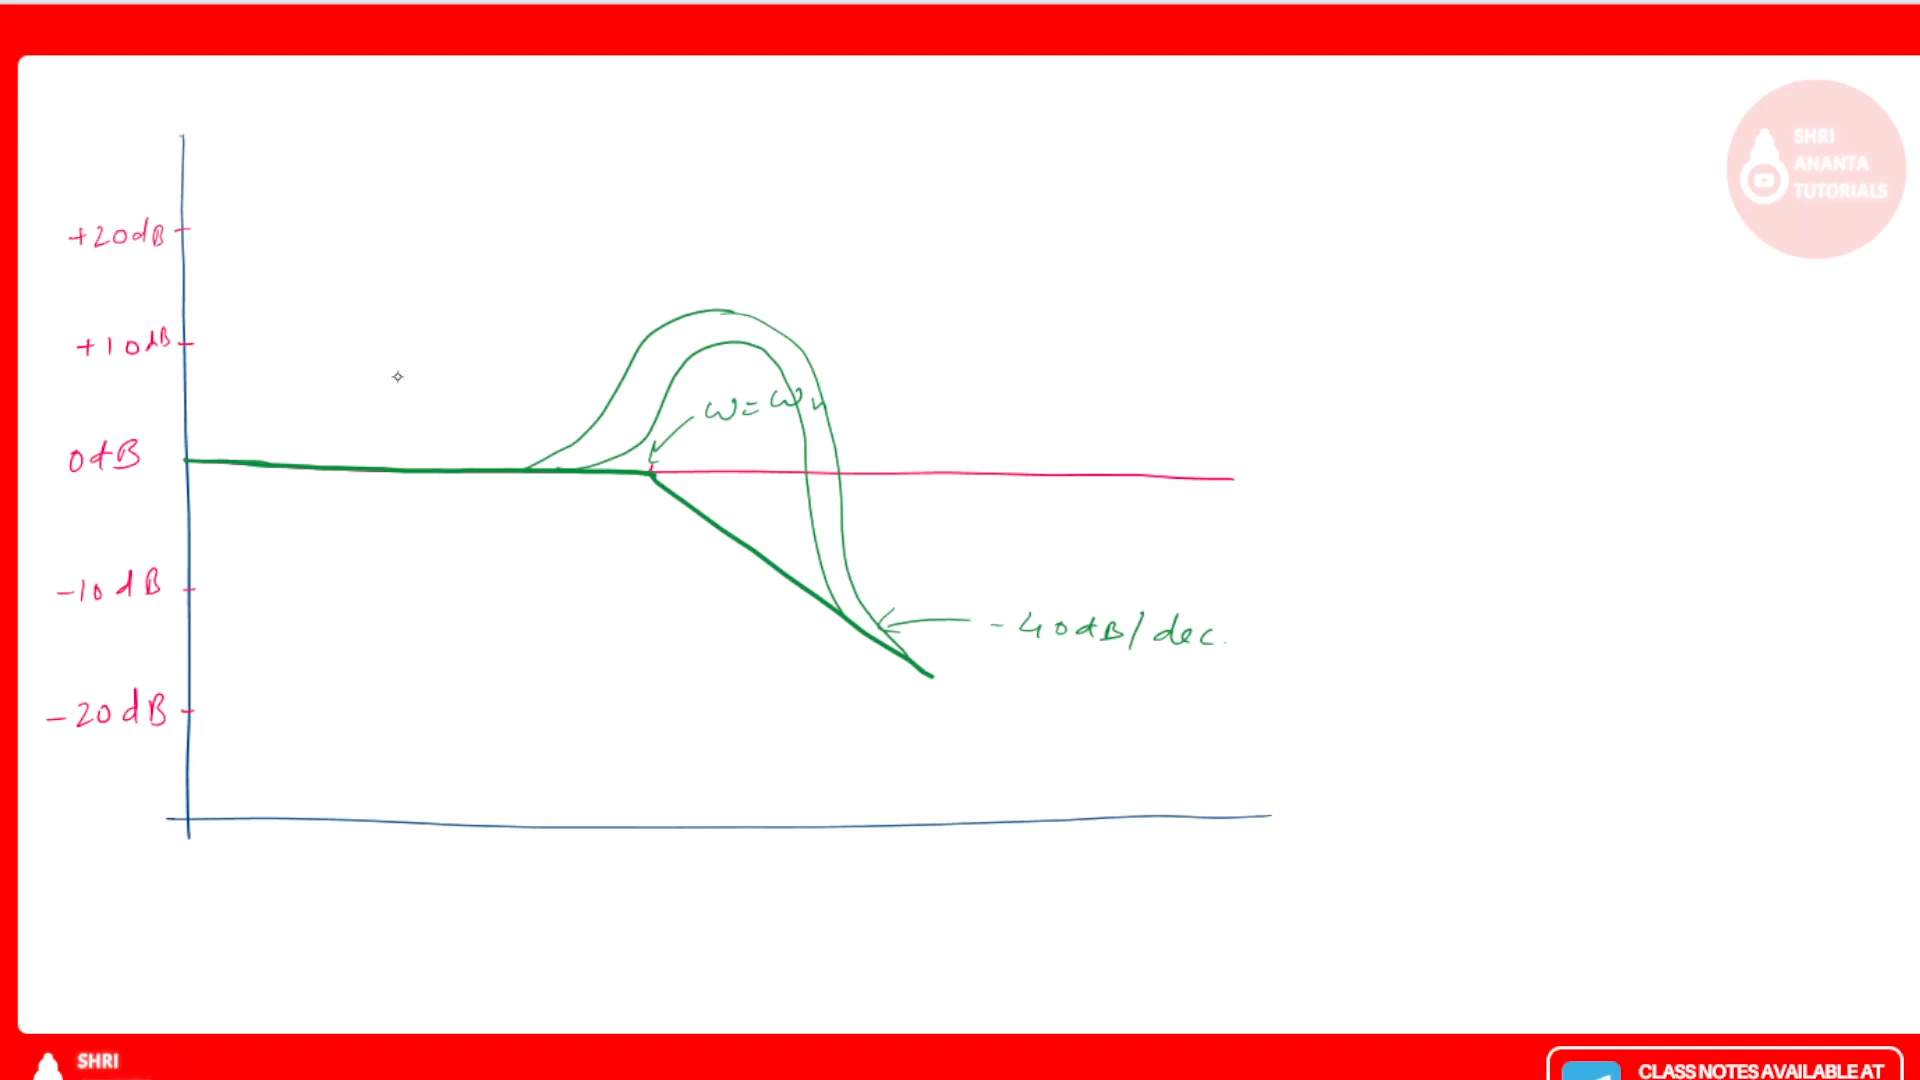 SHRI
ANANTA
TUTORIALS
+20dB
+10dB
ω=ωn
0dB
-10dB
-40dB/dec.
-20dB
SHRI
CLASS NOTES AVAILABLE AT